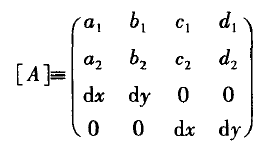 a₁ b₁ c₁ d₁
a₂ b₂ c₂ d₂
[A]≡
dx dy 0 0
0 0 dx dy